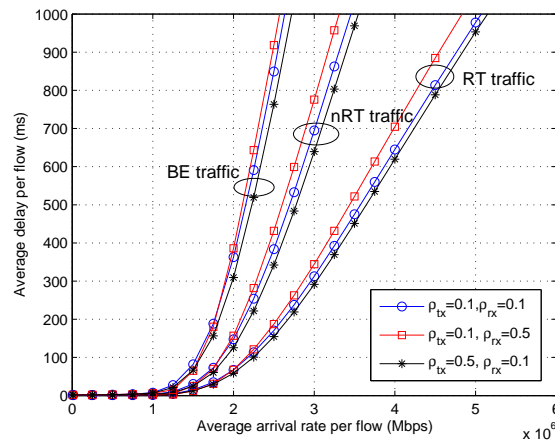 1000
900
800
700
600
500
400
300
200
100
0
Average delay per flow (ms)
RT traffic
nRT traffic
BE traffic
ρtx=0.1,ρrx=0.1
ρtx=0.1, ρrx=0.5
ρtx=0.5, ρrx=0.1
0 1 2 3 4 5 6
Average arrival rate per flow (Mbps)
x 10^6